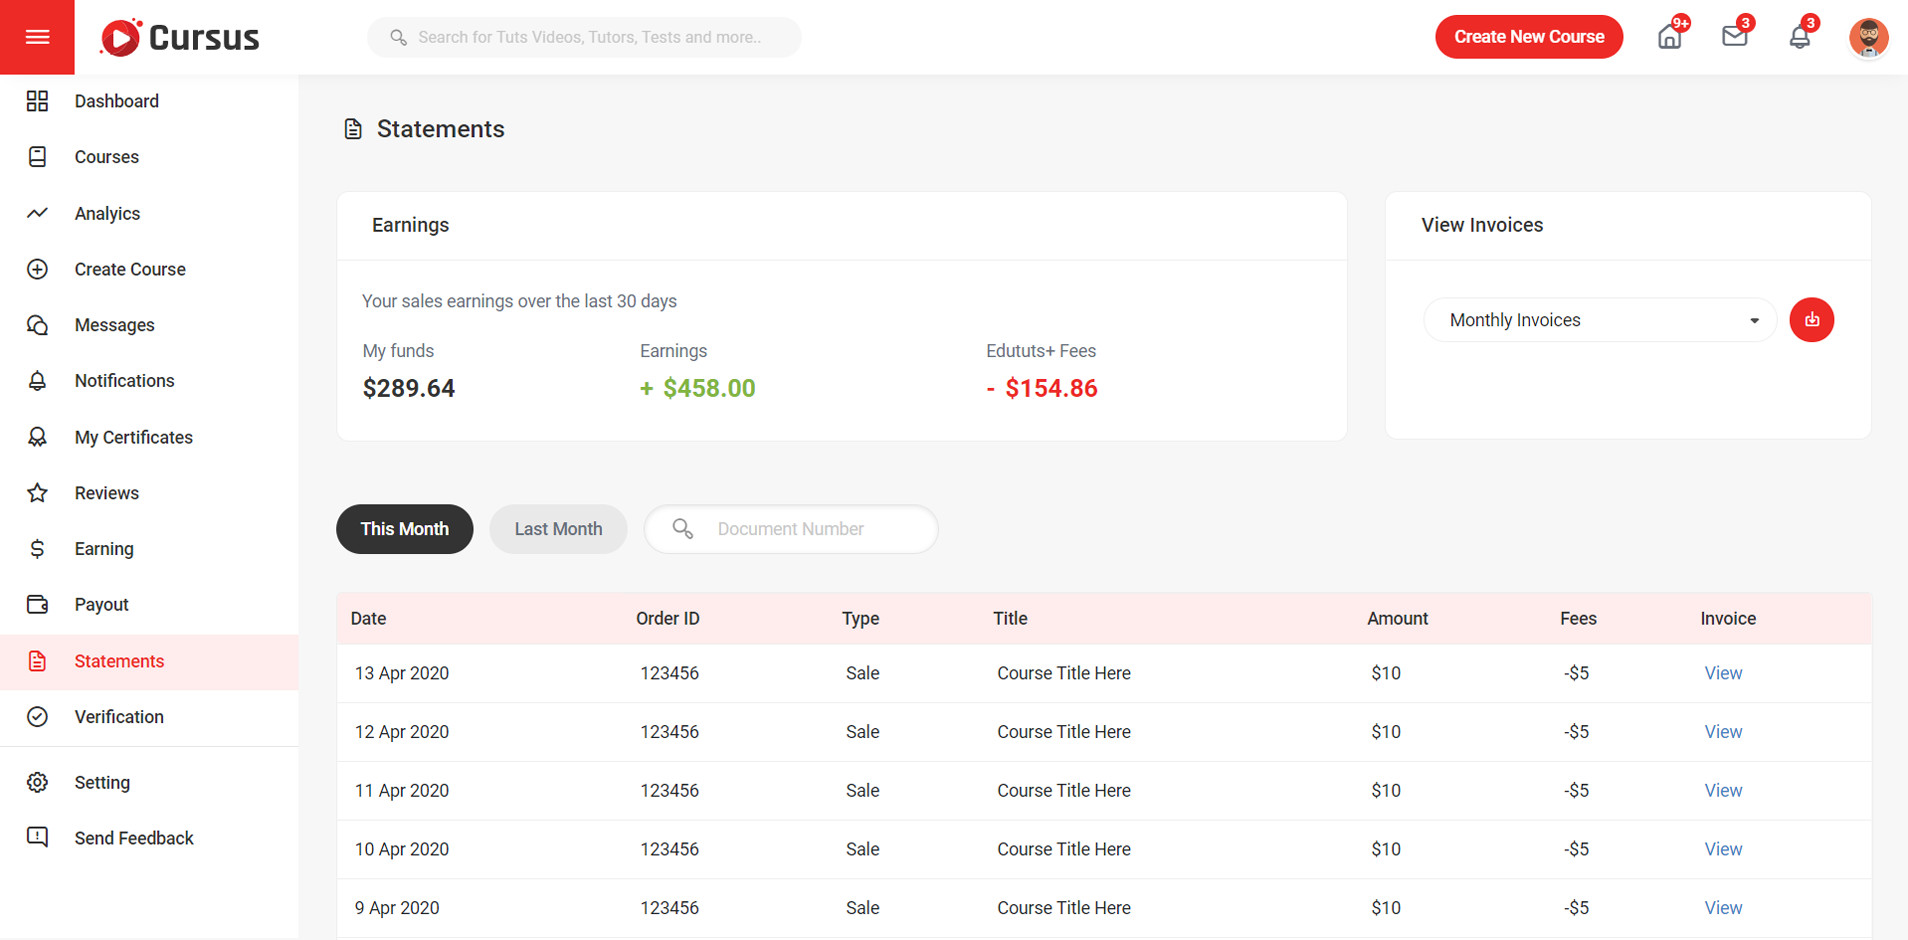 Cursus
Search for Tuts Videos, Tutors, Tests and more..
Create New Course
9+
3
3
Dashboard
Courses
Analyics
Create Course
Messages
Notifications
My Certificates
Reviews
Earning
Payout
Statements
Verification
Setting
Send Feedback
Statements
Earnings
Your sales earnings over the last 30 days
My funds
$289.64
Earnings
+ $458.00
Edututs+ Fees
- $154.86
View Invoices
Monthly Invoices
This Month
Last Month
Document Number
Date Order ID Type Title Amount Fees Invoice
13 Apr 2020 123456 Sale Course Title Here $10 -$5 View
12 Apr 2020 123456 Sale Course Title Here $10 -$5 View
11 Apr 2020 123456 Sale Course Title Here $10 -$5 View
10 Apr 2020 123456 Sale Course Title Here $10 -$5 View
9 Apr 2020 123456 Sale Course Title Here $10 -$5 View